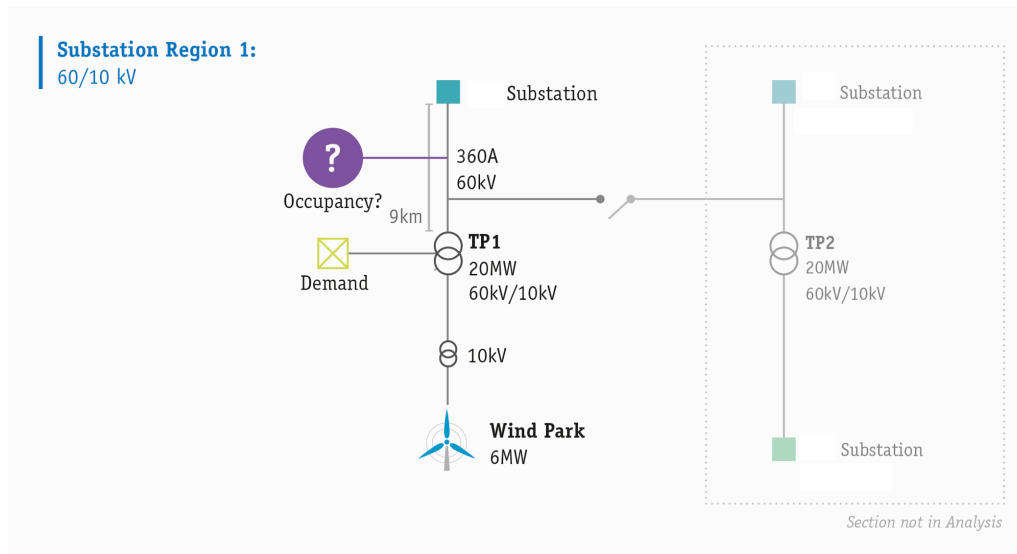 Substation Region 1:
60/10 kV
Substation
Substation
?
360A
60kV
Occupancy?
9km
TP1
20MW
60kV/10kV
TP2
20MW
60kV/10kV
Demand
10kV
Wind Park
6MW
Substation
Section not in Analysis